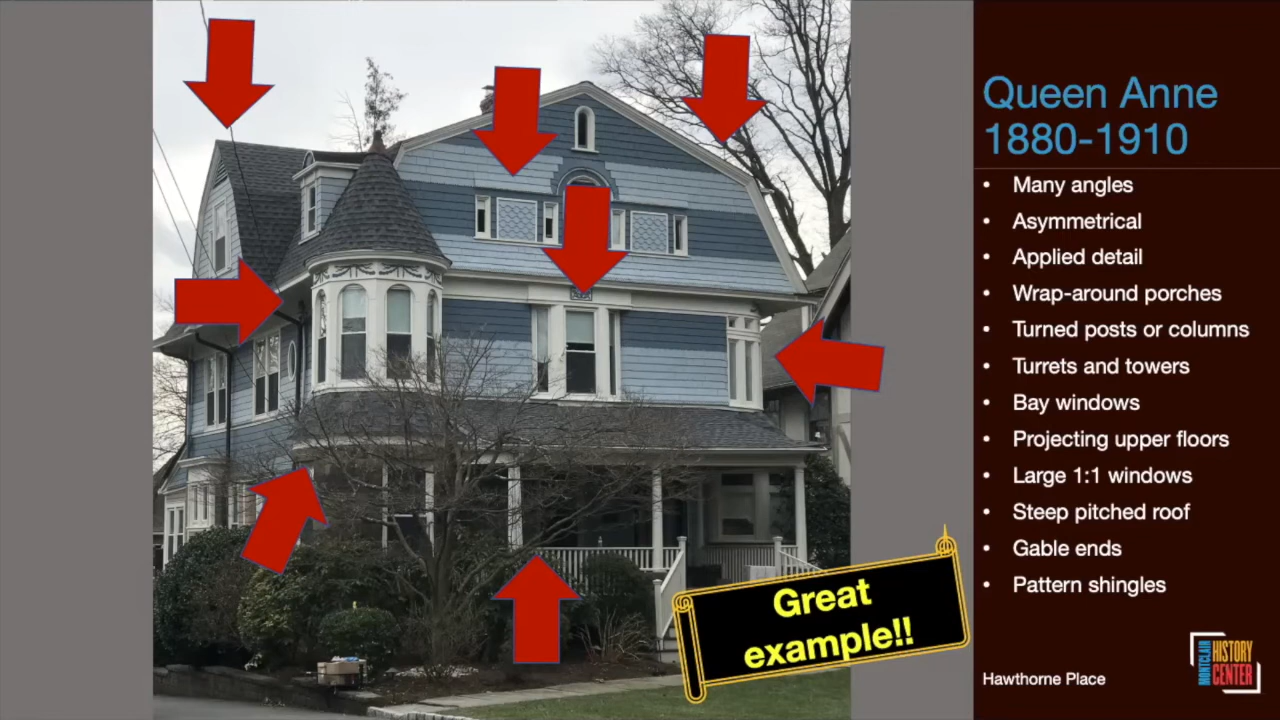 Queen Anne
1880-1910
• Many angles
• Asymmetrical
• Applied detail
• Wrap-around porches
• Turned posts or columns
• Turrets and towers
• Bay windows
• Projecting upper floors
• Large 1:1 windows
• Steep pitched roof
• Gable ends
• Pattern shingles
Great
example!!
Hawthorne Place
MONTCLAIR
HISTORY
CENTER